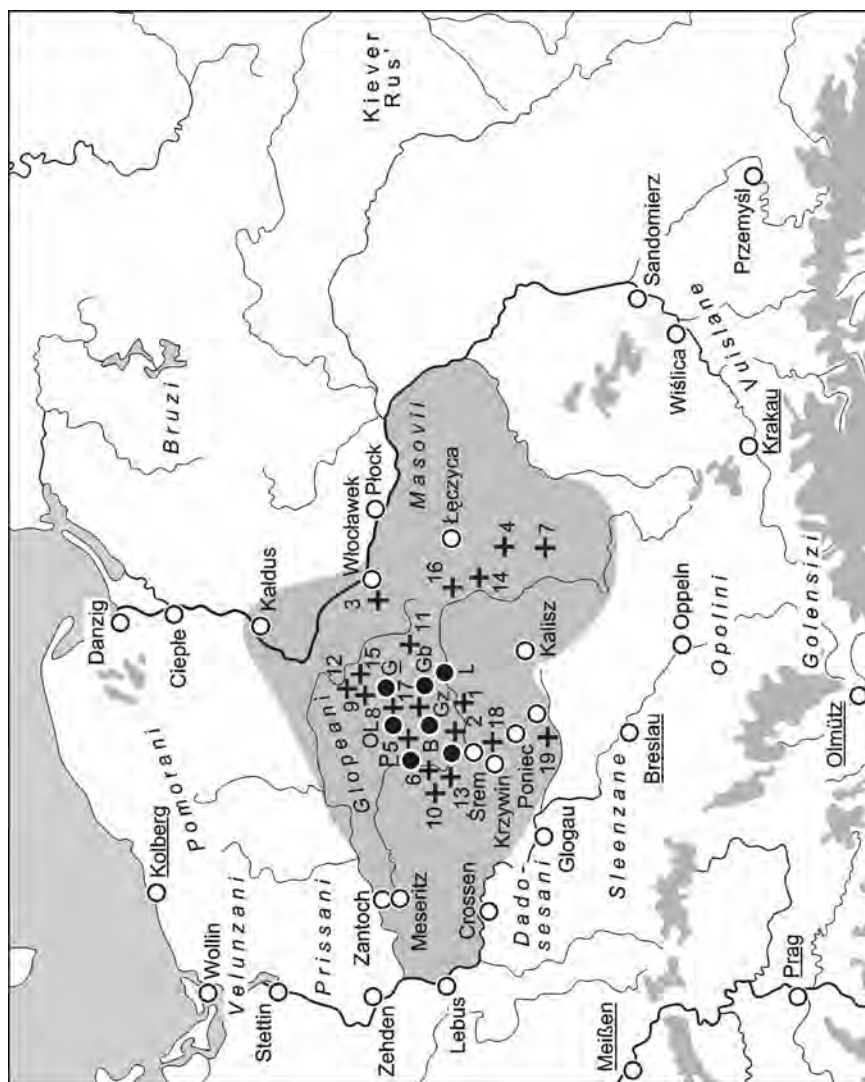 Danzig
Kolberg
Bruzi
Ciepłe
Pomorani
Wollin
Velunzani
Stettin
Kałdus
Prissani
12
Włocławek
Kiever
Rus'
Glopeani
9
15
3
Zantoch
8
G
Płock
OL
17
Zehden
P
5
11
Meseritz
6
Gb
Masovii
B
Gz
16
10
L
Łęczyca
Lebus
13
2
1
14
Śrem
Crossen
Krzywin
18
4
Poniec
Kalisz
7
Dado-
sesani
19
Glogau
Sleenzane
Sandomierz
Breslau
Oppeln
Wiślica
Meißen
Opolini
Vuislane
Przemyśl
Krakau
Prag
Golensizi
Olmütz